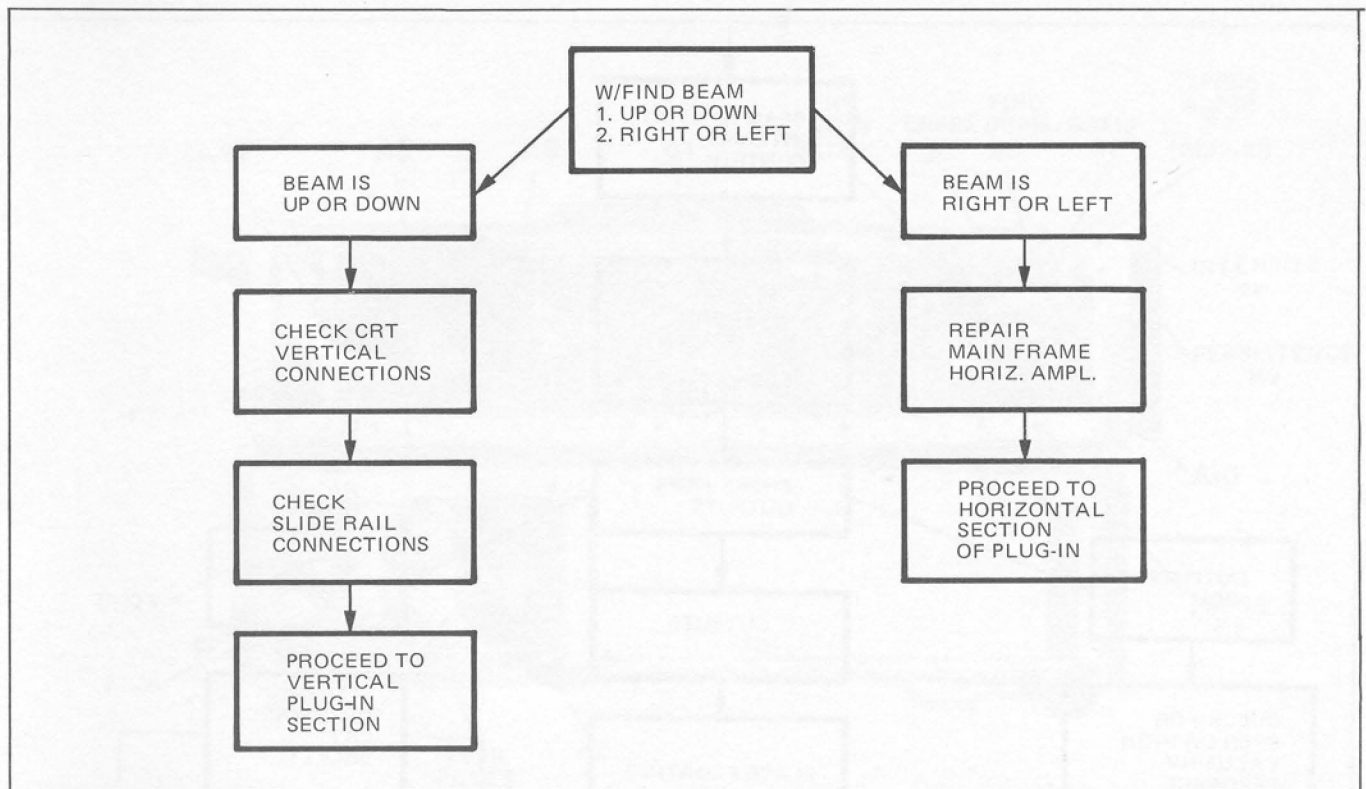 W/FIND BEAM
1. UP OR DOWN
2. RIGHT OR LEFT
BEAM IS
UP OR DOWN
CHECK CRT
VERTICAL
CONNECTIONS
CHECK
SLIDE RAIL
CONNECTIONS
PROCEED TO
VERTICAL
PLUG-IN
SECTION
BEAM IS
RIGHT OR LEFT
REPAIR
MAIN FRAME
HORIZ. AMPL.
PROCEED TO
HORIZONTAL
SECTION
OF PLUG-IN